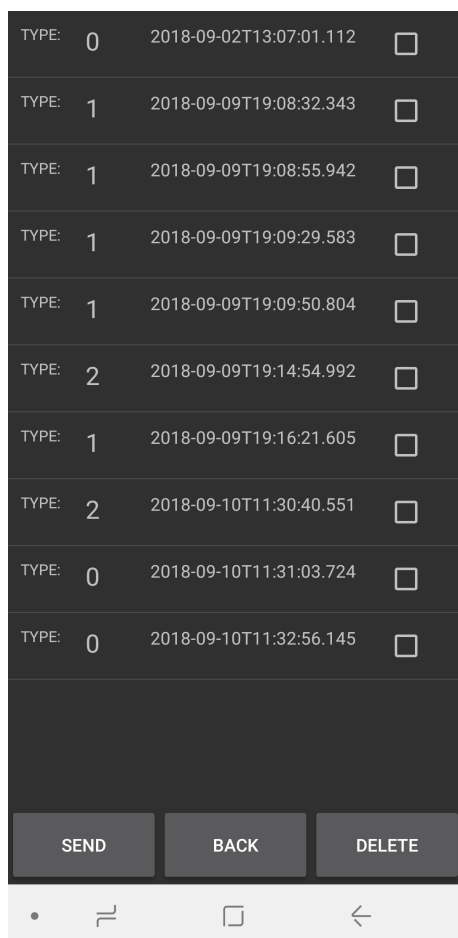 TYPE: 0 2018-09-02T13:07:01.112
TYPE: 1 2018-09-09T19:08:32.343
TYPE: 1 2018-09-09T19:08:55.942
TYPE: 1 2018-09-09T19:09:29.583
TYPE: 1 2018-09-09T19:09:50.804
TYPE: 2 2018-09-09T19:14:54.992
TYPE: 1 2018-09-09T19:16:21.605
TYPE: 2 2018-09-10T11:30:40.551
TYPE: 0 2018-09-10T11:31:03.724
TYPE: 0 2018-09-10T11:32:56.145
SEND BACK DELETE